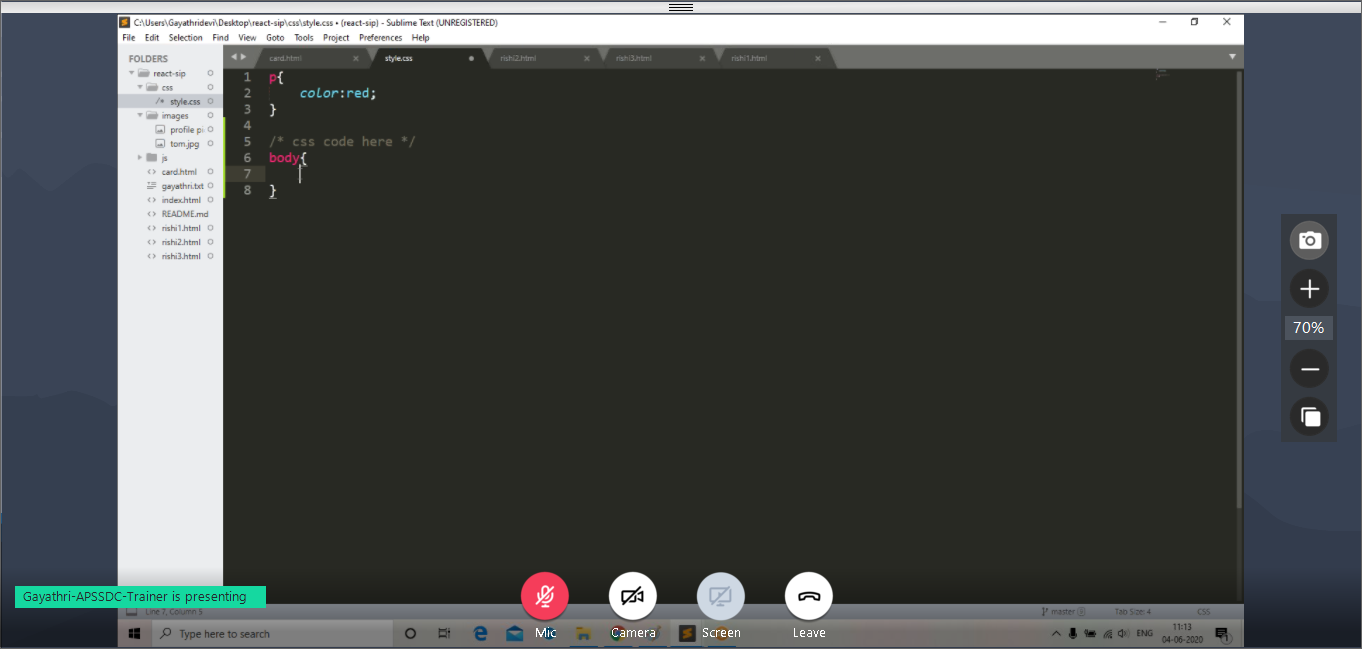 C:\Users\Gayathridevi\Desktop\react-sip\css\style.css • (react-sip) - Sublime Text (UNREGISTERED)
File Edit Selection Find View Goto Tools Project Preferences Help
FOLDERS
react-sip
css
/* style.css
images
profile pi
tom.jpg
js
<> card.html
gayathri.txt
<> index.html
<> README.md
<> rishi1.html
<> rishi2.html
<> rishi3.html
card.html × style.css • rishi2.html × rishi3.html × rishi1.html ×
1 p{
2 color:red;
3 }
4
5 /* css code here */
6 body{
7
8 }
70%
Gayathri-APSSDC-Trainer is presenting
Line 7, Column 5 master Tab Size: 4 CSS
Mic Camera Screen Leave
Type here to search
ENG
11:13
04-06-2020
1